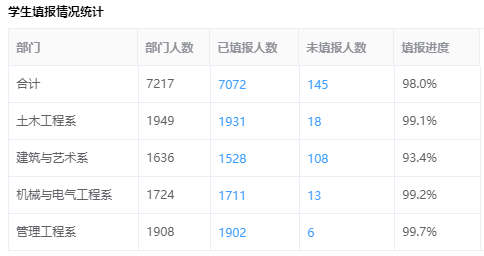 学生填报情况统计
部门 部门人数 已填报人数 未填报人数 填报进度
合计 7217 7072 145 98.0%
土木工程系 1949 1931 18 99.1%
建筑与艺术系 1636 1528 108 93.4%
机械与电气工程系 1724 1711 13 99.2%
管理工程系 1908 1902 6 99.7%